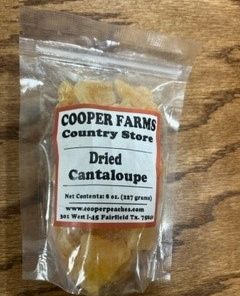 COOPER FARMS
Country Store
Dried
Cantaloupe
Net Contents: 8 oz. (227 grams)
www.cooperpeaches.com
301 West I-45 Fairfield Tx. 75840